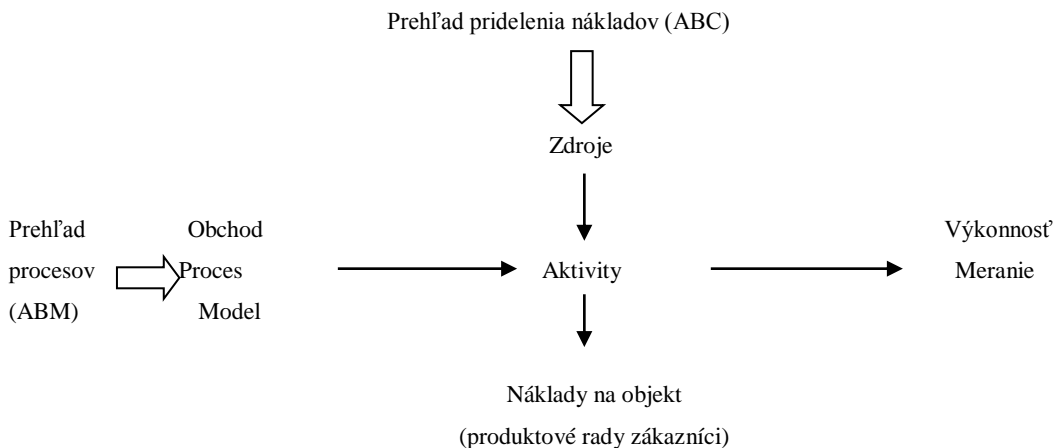 Prehľad pridelenia nákladov (ABC)
Zdroje
Prehľad
procesov
(ABM)
Obchod
Proces
Model
Aktivity
Výkonnosť
Meranie
Náklady na objekt
(produktové rady zákazníci)